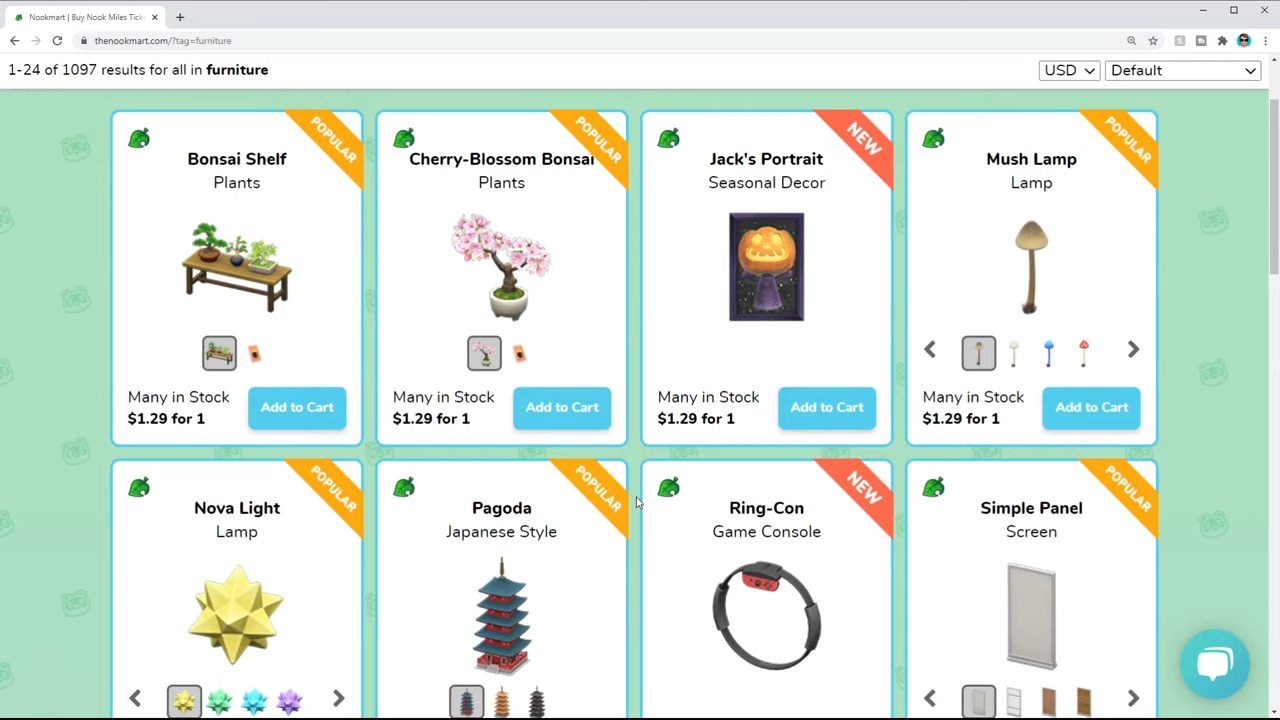 Nookmart | Buy Nook Miles Ticke
thenookmart.com/?tag=furniture
1-24 of 1097 results for all in furniture
USD
Default
POPULAR
Bonsai Shelf
Plants
Many in Stock
$1.29 for 1
Add to Cart
POPULAR
Cherry-Blossom Bonsai
Plants
Many in Stock
$1.29 for 1
Add to Cart
NEW
Jack's Portrait
Seasonal Decor
Many in Stock
$1.29 for 1
Add to Cart
POPULAR
Mush Lamp
Lamp
Many in Stock
$1.29 for 1
Add to Cart
POPULAR
Nova Light
Lamp
POPULAR
Pagoda
Japanese Style
NEW
Ring-Con
Game Console
POPULAR
Simple Panel
Screen